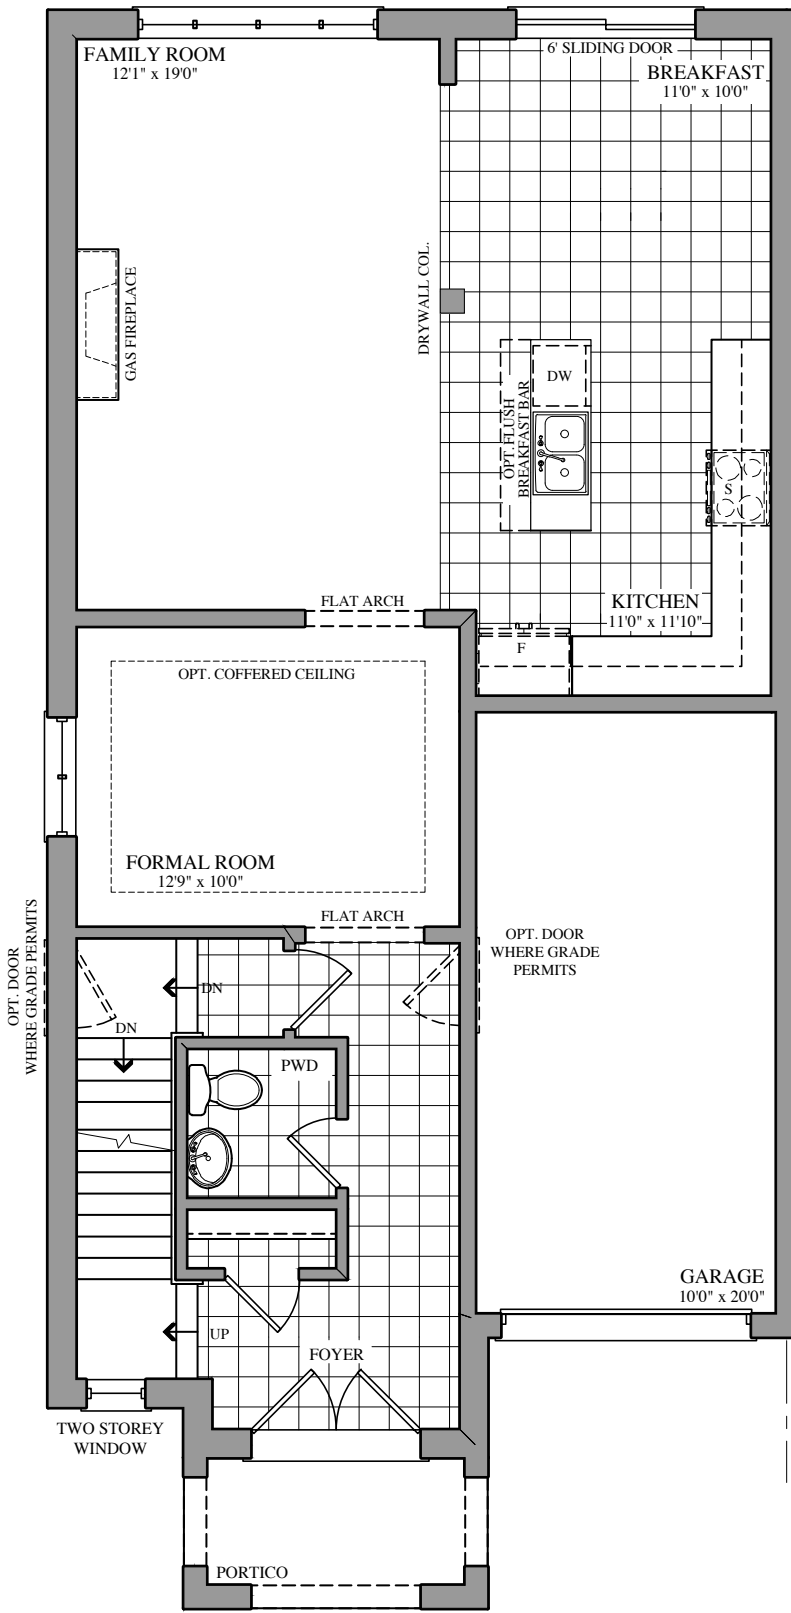 FAMILY ROOM
12'1" x 19'0"
6' SLIDING DOOR
BREAKFAST
11'0" x 10'0"
GAS FIREPLACE
DRYWALL COL.
OPT. FLUSH
BREAKFAST BAR
DW
S
KITCHEN
11'0" x 11'10"
F
FLAT ARCH
OPT. COFFERED CEILING
FORMAL ROOM
12'9" x 10'0"
FLAT ARCH
OPT. DOOR
WHERE GRADE PERMITS
OPT. DOOR
WHERE GRADE
PERMITS
DN
DN
PWD
GARAGE
10'0" x 20'0"
UP
FOYER
TWO STOREY
WINDOW
PORTICO